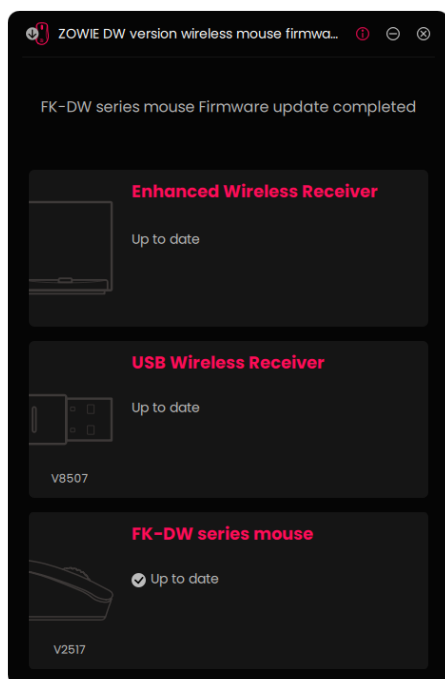 ZOWIE DW version wireless mouse firmwa...
FK-DW series mouse Firmware update completed
Enhanced Wireless Receiver
Up to date
USB Wireless Receiver
Up to date
V8507
FK-DW series mouse
Up to date
V2517